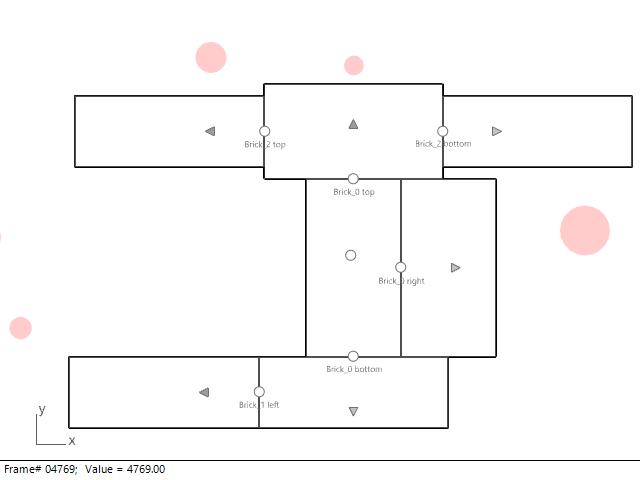 Brick_2 top
Brick_2 bottom
Brick_0 top
Brick_0 right
Brick_0 bottom
Brick_1 left
y
x
Frame# 04769; Value = 4769.00